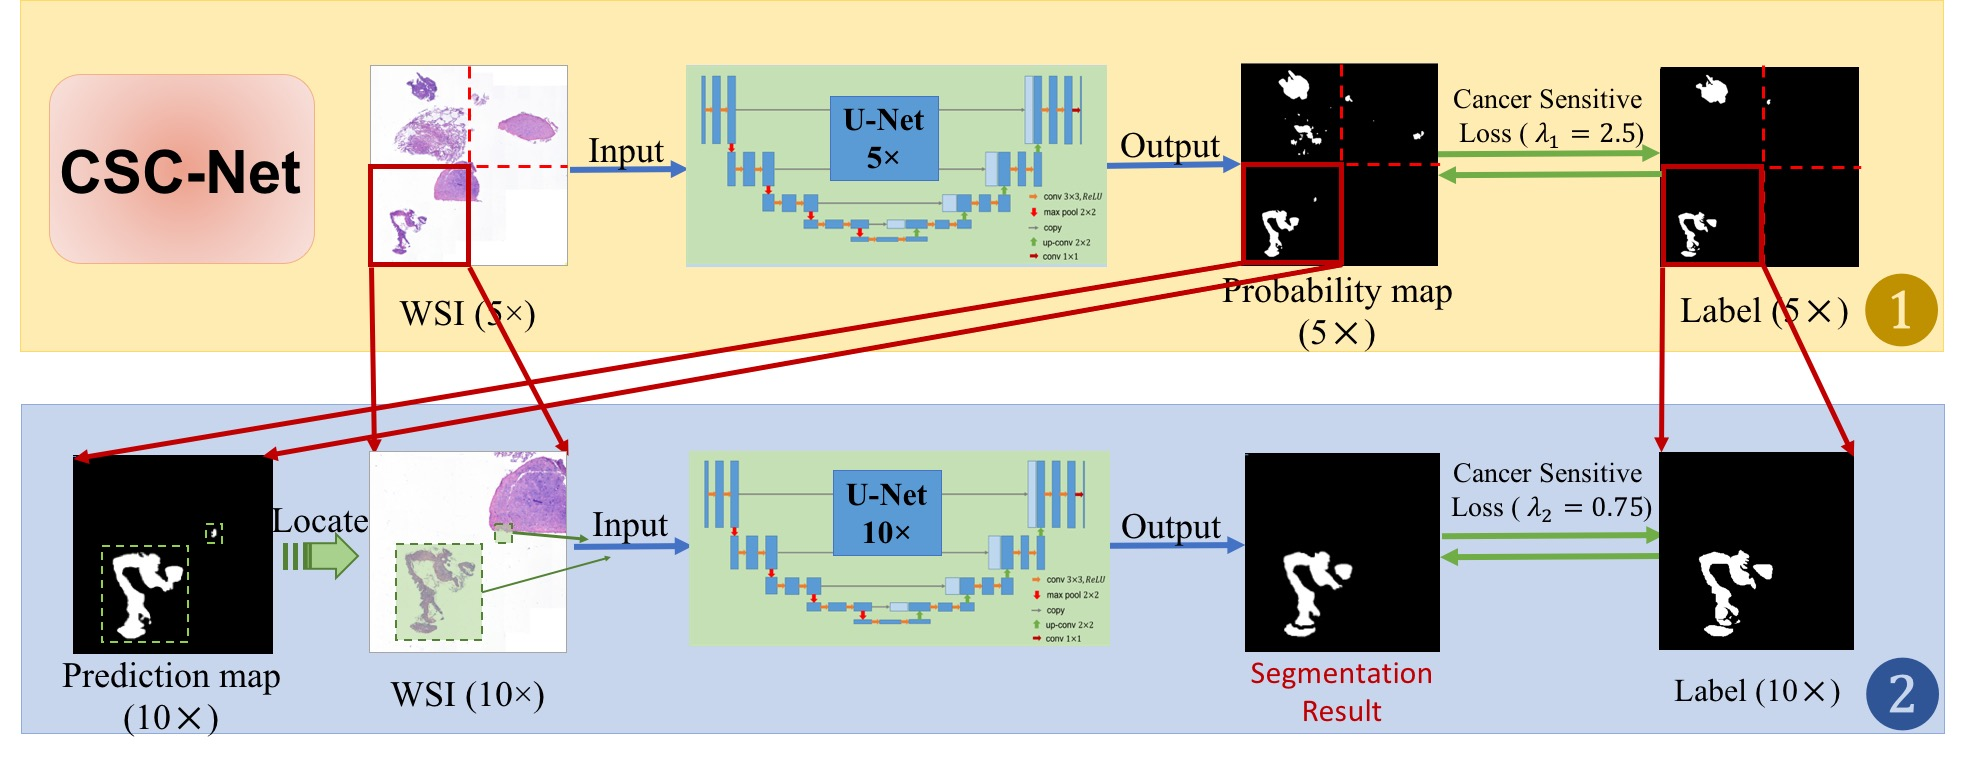 CSC-Net
Input
U-Net
5×
conv 3×3, ReLU
max pool 2×2
copy
up-conv 2×2
conv 1×1
Output
Cancer Sensitive
Loss ( λ₁ = 2.5)
WSI (5×)
Probability map
(5×)
Label (5×)
1
Locate
Input
U-Net
10×
conv 3×3, ReLU
max pool 2×2
copy
up-conv 2×2
conv 1×1
Output
Cancer Sensitive
Loss ( λ₂ = 0.75)
Prediction map
(10×)
WSI (10×)
Segmentation
Result
Label (10×)
2